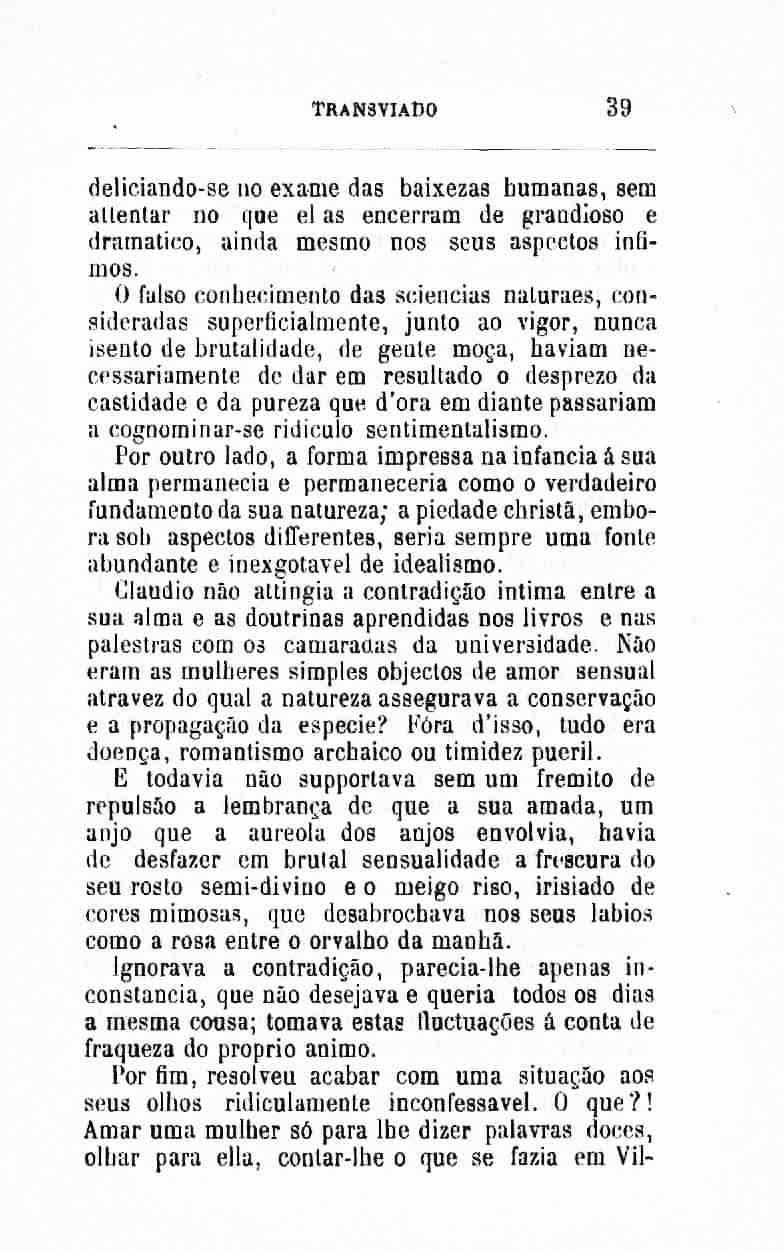 TRANSVIADO 39
deliciando-se no exame das baixezas humanas, sem
attentar no que el as encerram de grandioso e
dramatico, ainda mesmo nos seus aspectos infi-
mos.
O falso conhecimento das sciencias naturaes, con-
sideradas superficialmente, junto ao vigor, nunca
isento de brutalidade, de gente moça, haviam ne-
cessariamente de dar em resultado o desprezo da
castidade e da pureza que d'ora em diante passariam
a cognominar-se ridiculo sentimentalismo.
Por outro lado, a forma impressa na infancia á sua
alma permanecia e permaneceria como o verdadeiro
fundamento da sua natureza; a piedade christã, embo-
ra sob aspectos differentes, seria sempre uma fonte
abundante e inexgotavel de idealismo.
Claudio não attingia a contradição intima entre a
sua alma e as doutrinas aprendidas nos livros e nas
palestras com os camaradas da universidade. Não
eram as mulheres simples objectos de amor sensual
atravez do qual a natureza assegurava a conservação
e a propagação da especie? Fóra d'isso, tudo era
doença, romantismo archaico ou timidez pueril.
E todavia não supportava sem um fremito de
repulsão a lembrança de que a sua amada, um
anjo que a aureola dos anjos envolvia, havia
de desfazer em brutal sensualidade a frescura do
seu rosto semi-divino e o meigo riso, irisiado de
cores mimosas, que desabrochava nos seus labios
como a rosa entre o orvalho da manhã.
Ignorava a contradição, parecia-lhe apenas in-
constancia, que não desejava e queria todos os dias
a mesma cousa; tomava estas fluctuações á conta de
fraqueza do proprio animo.
Por fim, resolveu acabar com uma situação aos
seus olhos ridiculamente inconfessavel. O que?!
Amar uma mulher só para lhe dizer palavras doces,
olhar para ella, contar-lhe o que se fazia em Vil-